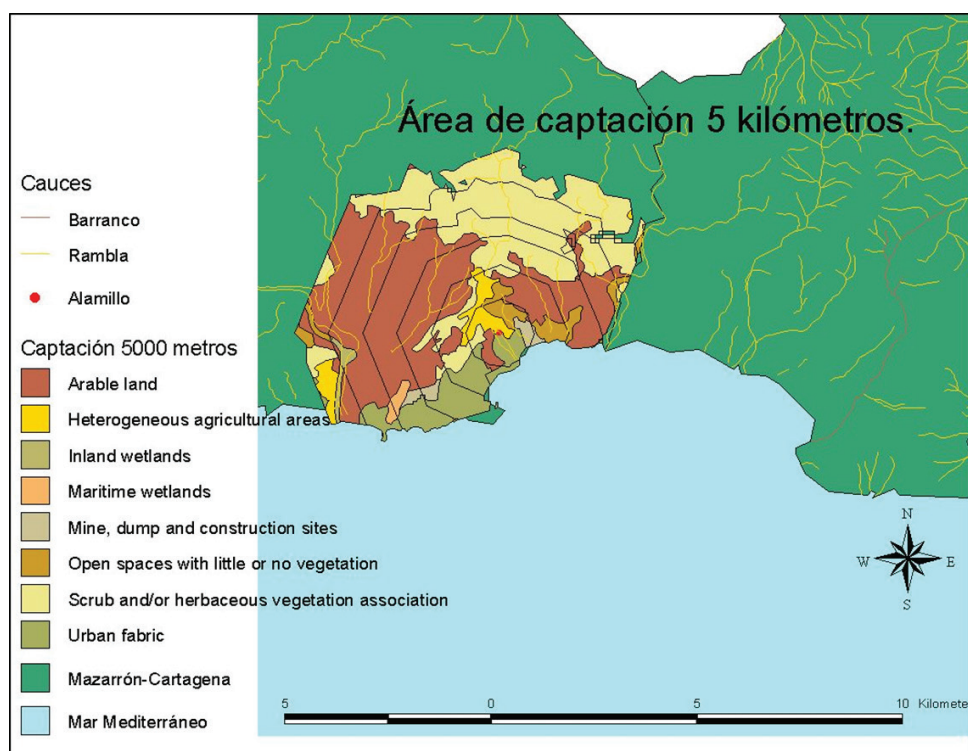 Área de captación 5 kilómetros.
Cauces
Barranco
Rambla
Alamillo
Captación 5000 metros
Arable land
Heterogeneous agricultural areas
Inland wetlands
Maritime wetlands
Mine, dump and construction sites
Open spaces with little or no vegetation
Scrub and/or herbaceous vegetation association
Urban fabric
Mazarrón-Cartagena
Mar Mediterráneo
N
W E
S
5 0 5 10 Kilomete